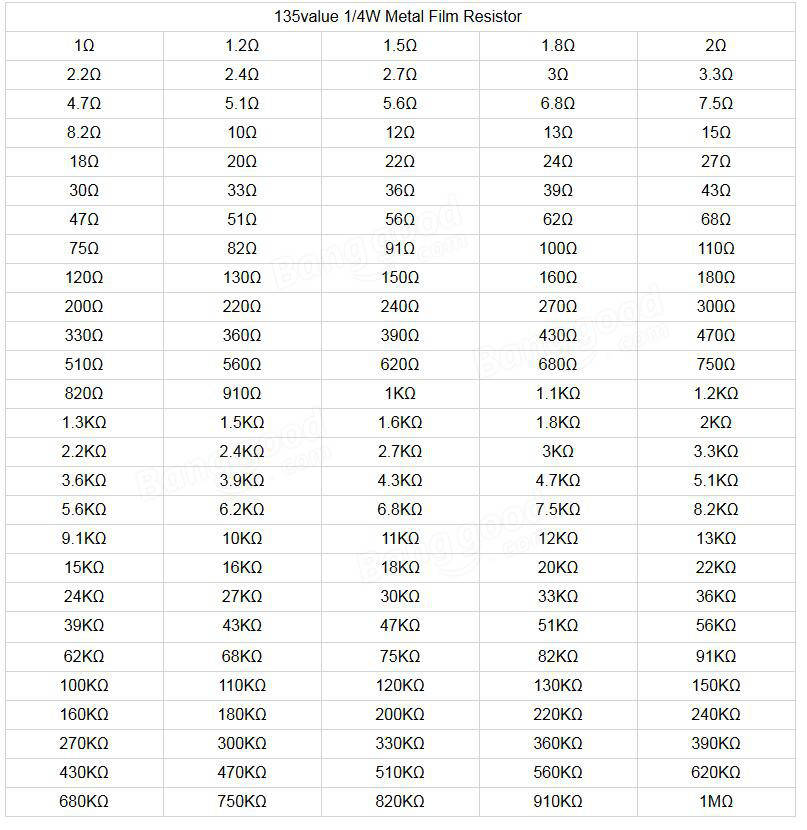 135value 1/4W Metal Film Resistor
1Ω 1.2Ω 1.5Ω 1.8Ω 2Ω
2.2Ω 2.4Ω 2.7Ω 3Ω 3.3Ω
4.7Ω 5.1Ω 5.6Ω 6.8Ω 7.5Ω
8.2Ω 10Ω 12Ω 13Ω 15Ω
18Ω 20Ω 22Ω 24Ω 27Ω
30Ω 33Ω 36Ω 39Ω 43Ω
47Ω 51Ω 56Ω 62Ω 68Ω
75Ω 82Ω 91Ω 100Ω 110Ω
120Ω 130Ω 150Ω 160Ω 180Ω
200Ω 220Ω 240Ω 270Ω 300Ω
330Ω 360Ω 390Ω 430Ω 470Ω
510Ω 560Ω 620Ω 680Ω 750Ω
820Ω 910Ω 1KΩ 1.1KΩ 1.2KΩ
1.3KΩ 1.5KΩ 1.6KΩ 1.8KΩ 2KΩ
2.2KΩ 2.4KΩ 2.7KΩ 3KΩ 3.3KΩ
3.6KΩ 3.9KΩ 4.3KΩ 4.7KΩ 5.1KΩ
5.6KΩ 6.2KΩ 6.8KΩ 7.5KΩ 8.2KΩ
9.1KΩ 10KΩ 11KΩ 12KΩ 13KΩ
15KΩ 16KΩ 18KΩ 20KΩ 22KΩ
24KΩ 27KΩ 30KΩ 33KΩ 36KΩ
39KΩ 43KΩ 47KΩ 51KΩ 56KΩ
62KΩ 68KΩ 75KΩ 82KΩ 91KΩ
100KΩ 110KΩ 120KΩ 130KΩ 150KΩ
160KΩ 180KΩ 200KΩ 220KΩ 240KΩ
270KΩ 300KΩ 330KΩ 360KΩ 390KΩ
430KΩ 470KΩ 510KΩ 560KΩ 620KΩ
680KΩ 750KΩ 820KΩ 910KΩ 1MΩ
Banggood.com
Banggood.com
Banggood.com
Banggood.com